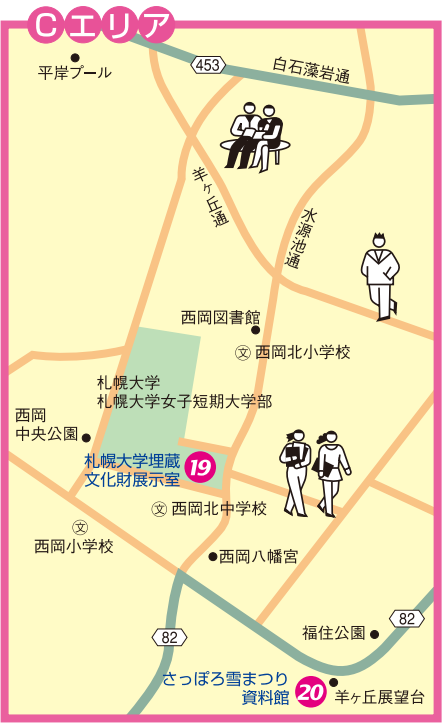 Cエリア
453
白石藻岩通
平岸プール
羊ヶ丘通
水源池通
西岡図書館
文 西岡北小学校
札幌大学
札幌大学女子短期大学部
西岡
中央公園
札幌大学埋蔵
文化財展示室
19
文 西岡北中学校
文
西岡小学校
西岡八幡宮
82
福住公園
82
さっぽろ雪まつり
資料館
20
羊ヶ丘展望台